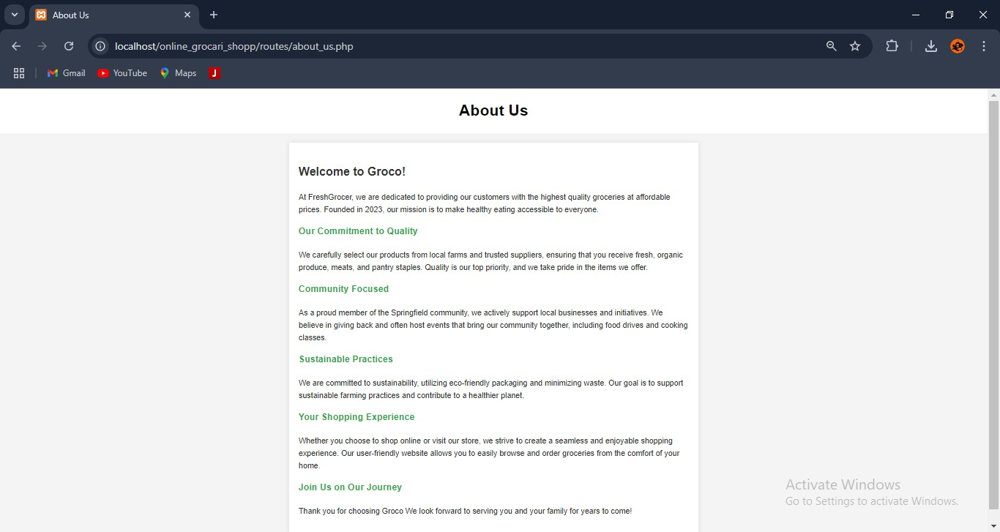 About Us
localhost/online_grocari_shopp/routes/about_us.php
Gmail
YouTube
Maps
J
About Us
Welcome to Groco!
At FreshGrocer, we are dedicated to providing our customers with the highest quality groceries at affordable
prices. Founded in 2023, our mission is to make healthy eating accessible to everyone.
Our Commitment to Quality
We carefully select our products from local farms and trusted suppliers, ensuring that you receive fresh, organic
produce, meats, and pantry staples. Quality is our top priority, and we take pride in the items we offer.
Community Focused
As a proud member of the Springfield community, we actively support local businesses and initiatives. We
believe in giving back and often host events that bring our community together, including food drives and cooking
classes.
Sustainable Practices
We are committed to sustainability, utilizing eco-friendly packaging and minimizing waste. Our goal is to support
sustainable farming practices and contribute to a healthier planet.
Your Shopping Experience
Whether you choose to shop online or visit our store, we strive to create a seamless and enjoyable shopping
experience. Our user-friendly website allows you to easily browse and order groceries from the comfort of your
home.
Join Us on Our Journey
Thank you for choosing Groco We look forward to serving you and your family for years to come!
Activate Windows
Go to Settings to activate Windows.